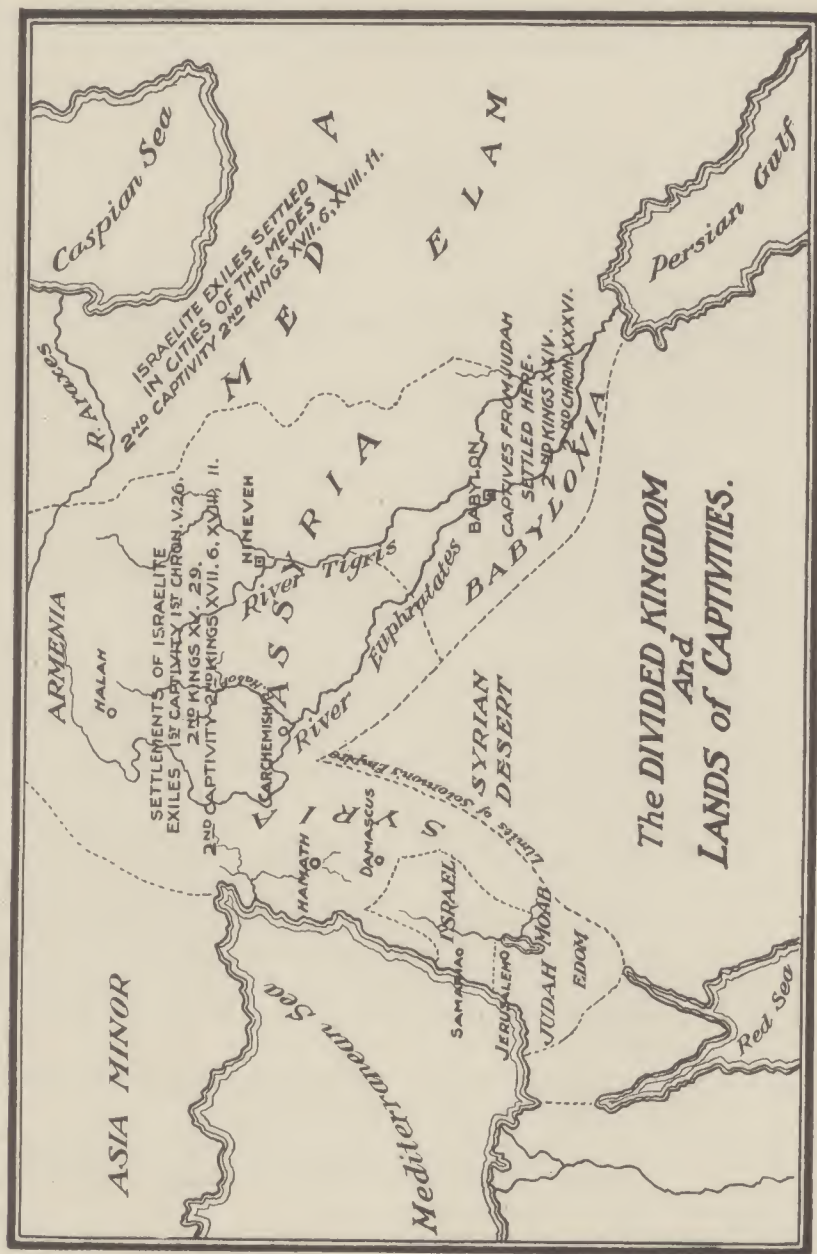 The DIVIDED KINGDOM
And
LANDS of CAPTIVITIES.
ASIA MINOR
ARMENIA
HALAH
Caspian Sea
R. Araxes
SETTLEMENTS OF ISRAELITE
EXILES 1ST CAPTIVITY 1ST CHRON. V.26.
2ND KINGS XV. 29.
2ND CAPTIVITY 2ND KINGS XVII. 6, XVIII, 11.
ISRAELITE EXILES SETTLED
IN CITIES OF THE MEDES
2ND CAPTIVITY 2ND KINGS XVII. 6, XVIII. 11.
MEDIA
NINEVEH
River Tigris
ASSYRIA
CARCHEMISH
Habor
River Euphratates
SYRIA
HAMATH
DAMASCUS
Limits of Solomon's Empire
SYRIAN
DESERT
Mediterranean Sea
ISRAEL
SAMARIA
JERUSALEM
JUDAH
MOAB
EDOM
BABYLON
CAPTIVES FROM JUDAH
SETTLED HERE.
2ND KINGS XXIV.
2ND CHRON. XXXVI.
BABYLONIA
ELAM
Persian Gulf
Red Sea